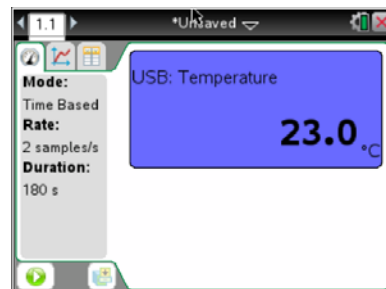 1.1
*Unsaved
Mode:
Time Based
Rate:
2 samples/s
Duration:
180 s
USB: Temperature
23.0 °C